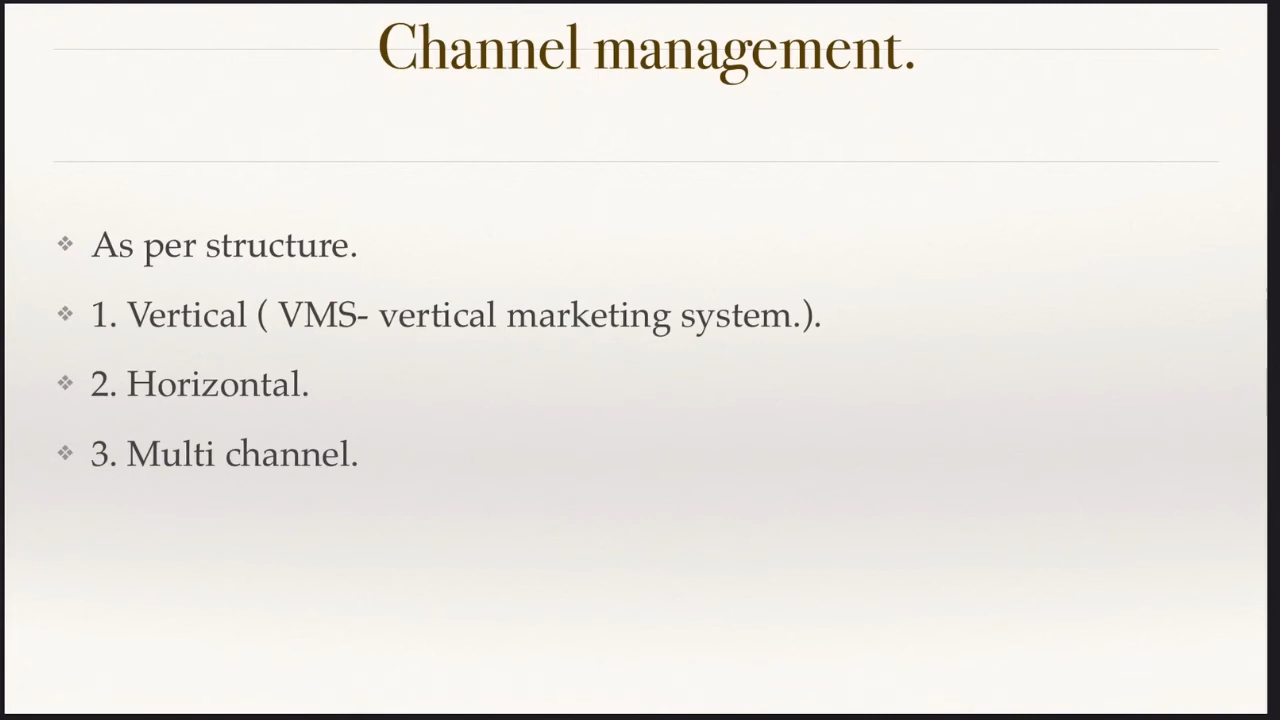 Channel management.
As per structure.
1. Vertical ( VMS- vertical marketing system.).
2. Horizontal.
3. Multi channel.